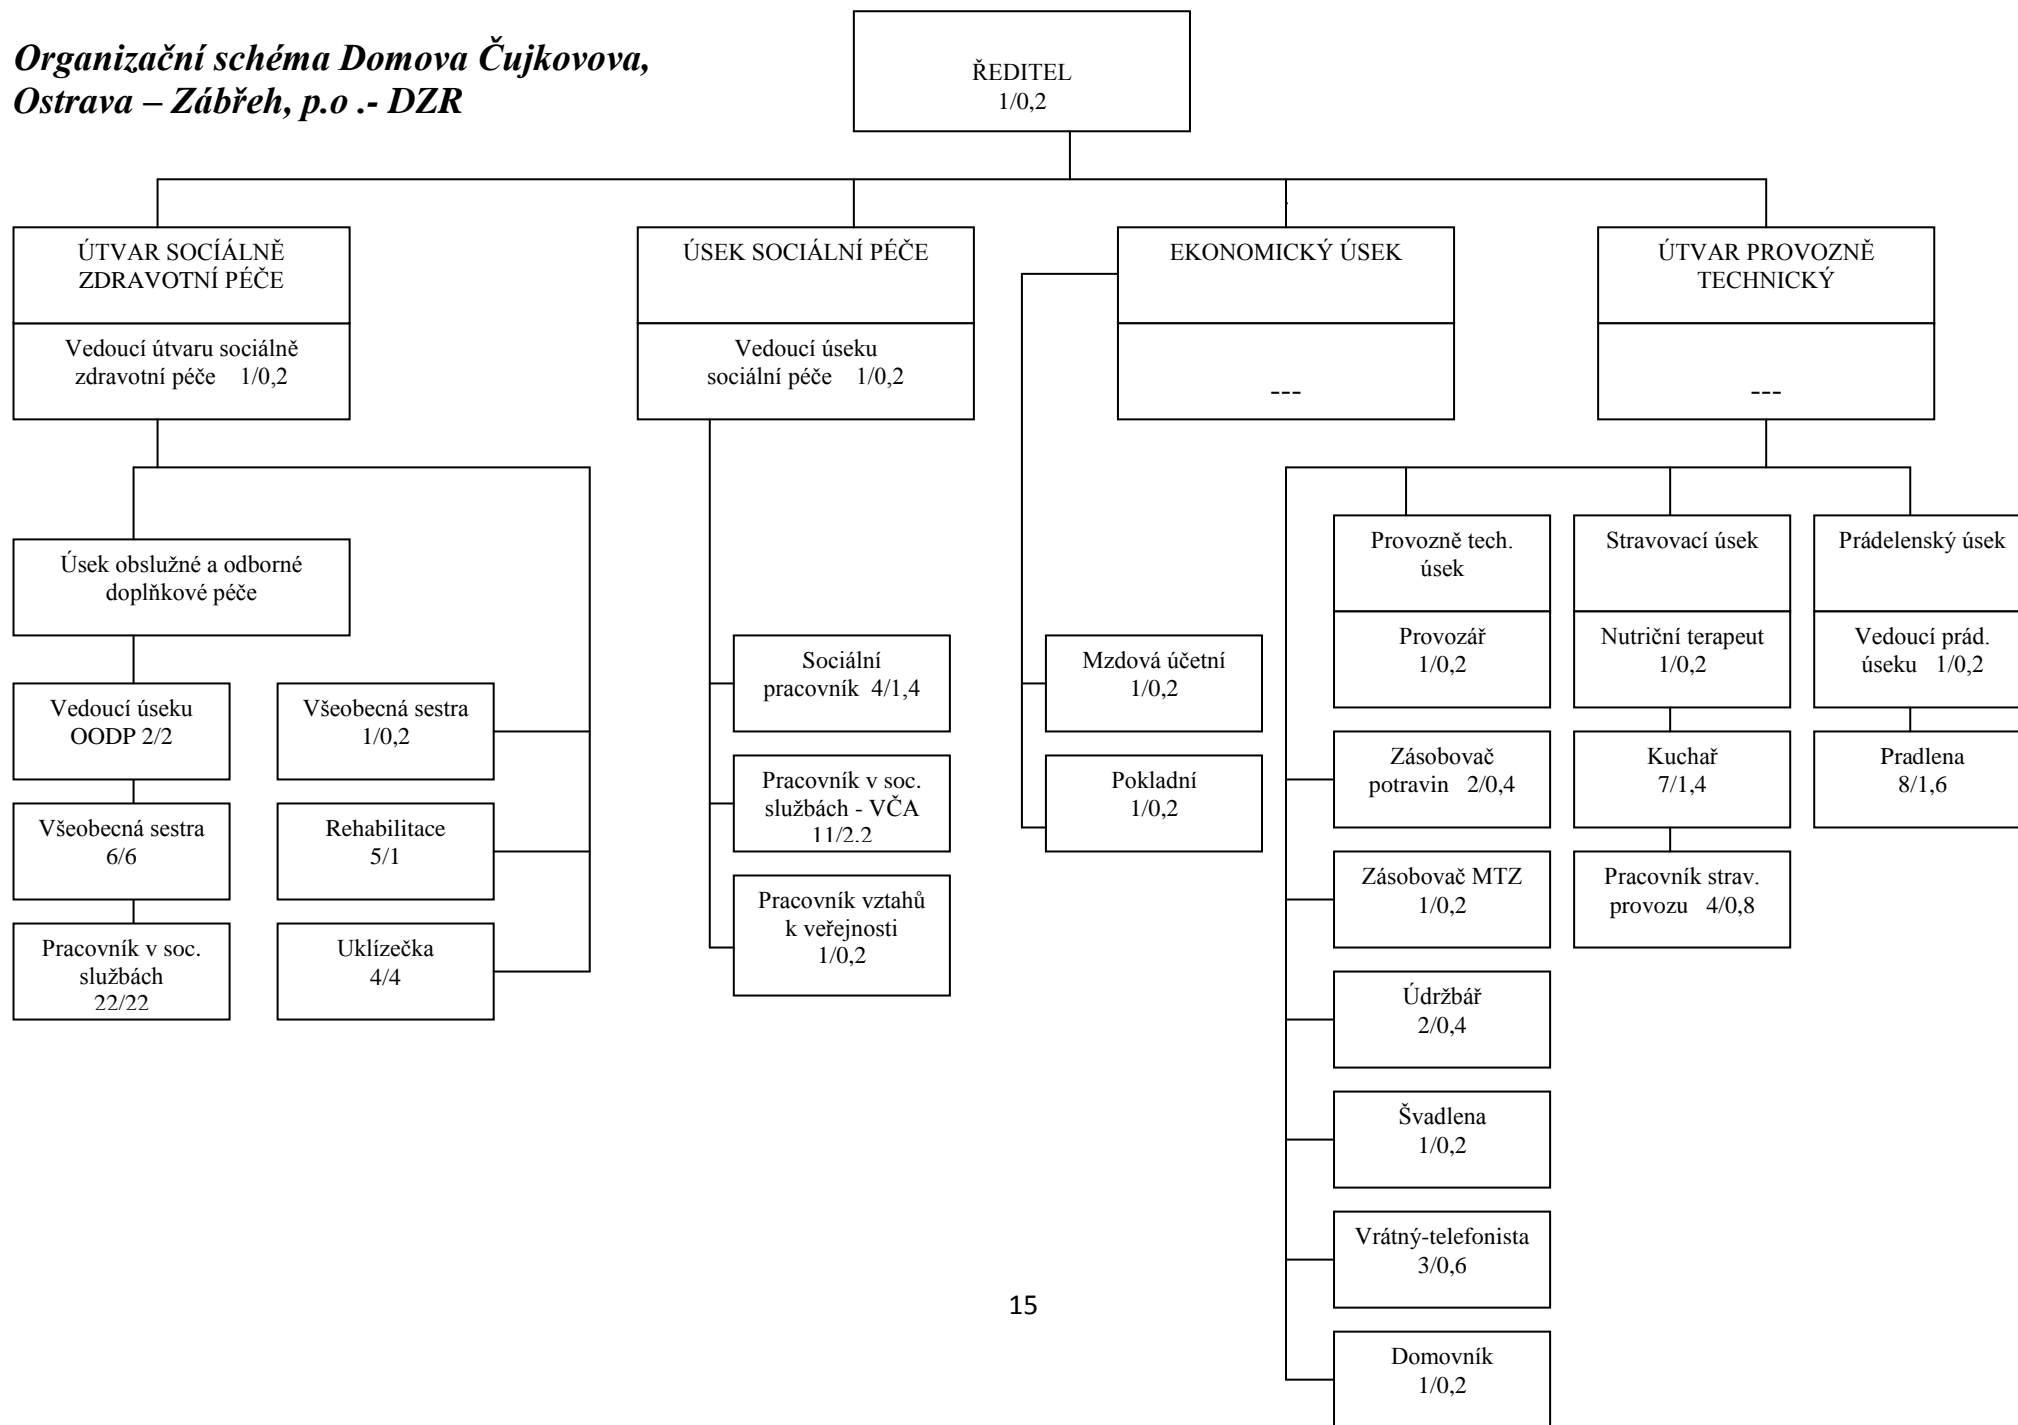 Organizační schéma Domova Čujkovova,
Ostrava – Zábřeh, p.o .- DZR
ŘEDITEL
1/0,2
ÚTVAR SOCÍÁLNĚ
ZDRAVOTNÍ PÉČE
Vedoucí útvaru sociálně
zdravotní péče 1/0,2
ÚSEK SOCIÁLNÍ PÉČE
Vedoucí úseku
sociální péče 1/0,2
EKONOMICKÝ ÚSEK
---
ÚTVAR PROVOZNĚ
TECHNICKÝ
---
Úsek obslužné a odborné
doplňkové péče
Vedoucí úseku
OODP 2/2
Všeobecná sestra
6/6
Pracovník v soc.
službách
22/22
Všeobecná sestra
1/0,2
Rehabilitace
5/1
Uklízečka
4/4
Sociální
pracovník 4/1,4
Pracovník v soc.
službách - VČA
11/2,2
Pracovník vztahů
k veřejnosti
1/0,2
Mzdová účetní
1/0,2
Pokladní
1/0,2
Provozně tech.
úsek
Provozář
1/0,2
Zásobovač
potravin 2/0,4
Zásobovač MTZ
1/0,2
Údržbář
2/0,4
Švadlena
1/0,2
Vrátný-telefonista
3/0,6
Domovník
1/0,2
Stravovací úsek
Nutriční terapeut
1/0,2
Kuchař
7/1,4
Pracovník strav.
provozu 4/0,8
Prádelenský úsek
Vedoucí prád.
úseku 1/0,2
Pradlena
8/1,6
15